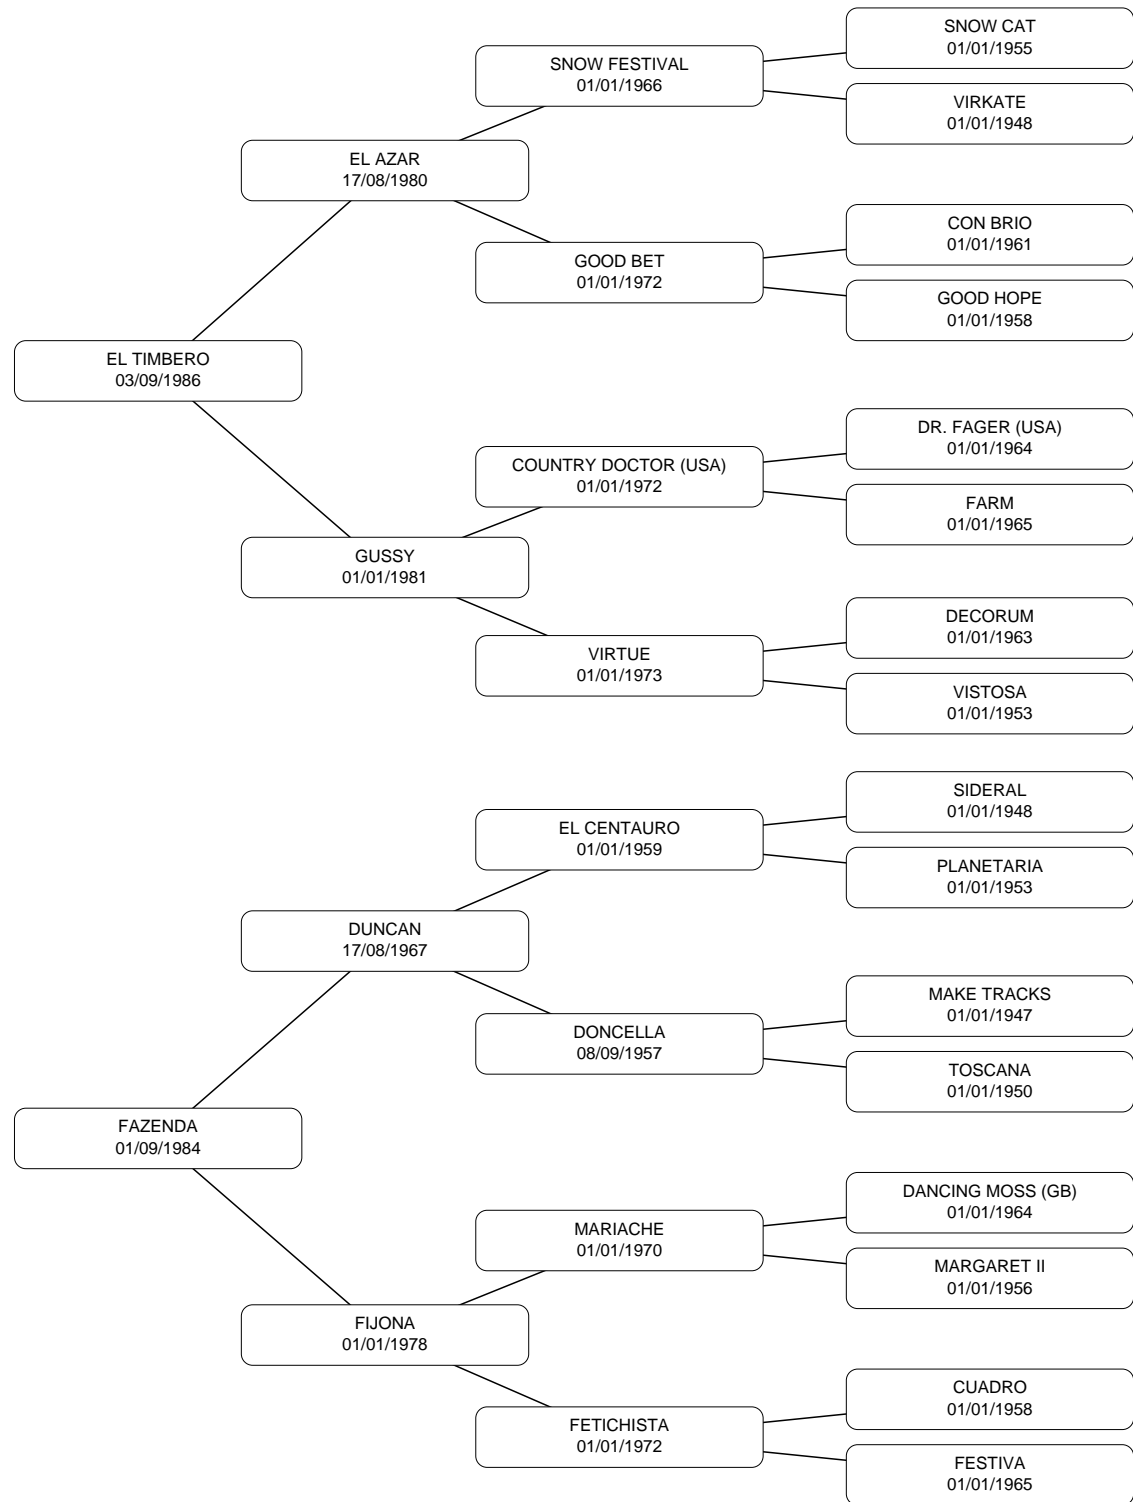 SNOW CAT
01/01/1955
SNOW FESTIVAL
01/01/1966
VIRKATE
01/01/1948
EL AZAR
17/08/1980
CON BRIO
01/01/1961
GOOD BET
01/01/1972
GOOD HOPE
01/01/1958
EL TIMBERO
03/09/1986
DR. FAGER (USA)
01/01/1964
COUNTRY DOCTOR (USA)
01/01/1972
FARM
01/01/1965
GUSSY
01/01/1981
DECORUM
01/01/1963
VIRTUE
01/01/1973
VISTOSA
01/01/1953
SIDERAL
01/01/1948
EL CENTAURO
01/01/1959
PLANETARIA
01/01/1953
DUNCAN
17/08/1967
MAKE TRACKS
01/01/1947
DONCELLA
08/09/1957
TOSCANA
01/01/1950
FAZENDA
01/09/1984
DANCING MOSS (GB)
01/01/1964
MARIACHE
01/01/1970
MARGARET II
01/01/1956
FIJONA
01/01/1978
CUADRO
01/01/1958
FETICHISTA
01/01/1972
FESTIVA
01/01/1965